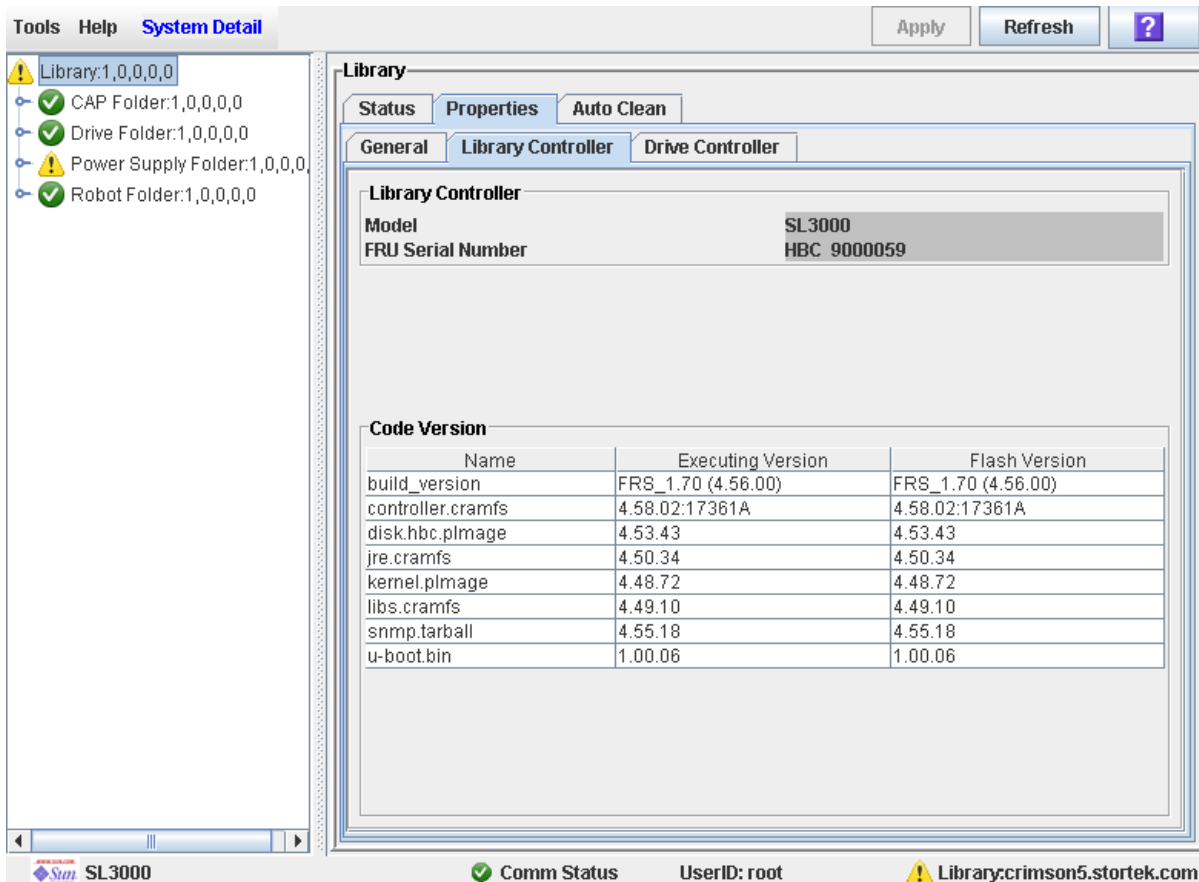 Tools Help System Detail Apply Refresh ?
Library:1,0,0,0,0
CAP Folder:1,0,0,0,0
Drive Folder:1,0,0,0,0
Power Supply Folder:1,0,0,0,
Robot Folder:1,0,0,0,0
Library
Status Properties Auto Clean
General Library Controller Drive Controller
Library Controller
Model SL3000
FRU Serial Number HBC 9000059
Code Version
Name Executing Version Flash Version
build_version FRS_1.70 (4.56.00) FRS_1.70 (4.56.00)
controller.cramfs 4.58.02:17361A 4.58.02:17361A
disk.hbc.pImage 4.53.43 4.53.43
jre.cramfs 4.50.34 4.50.34
kernel.pImage 4.48.72 4.48.72
libs.cramfs 4.49.10 4.49.10
snmp.tarball 4.55.18 4.55.18
u-boot.bin 1.00.06 1.00.06
Sun SL3000 Comm Status UserID: root Library:crimson5.stortek.com